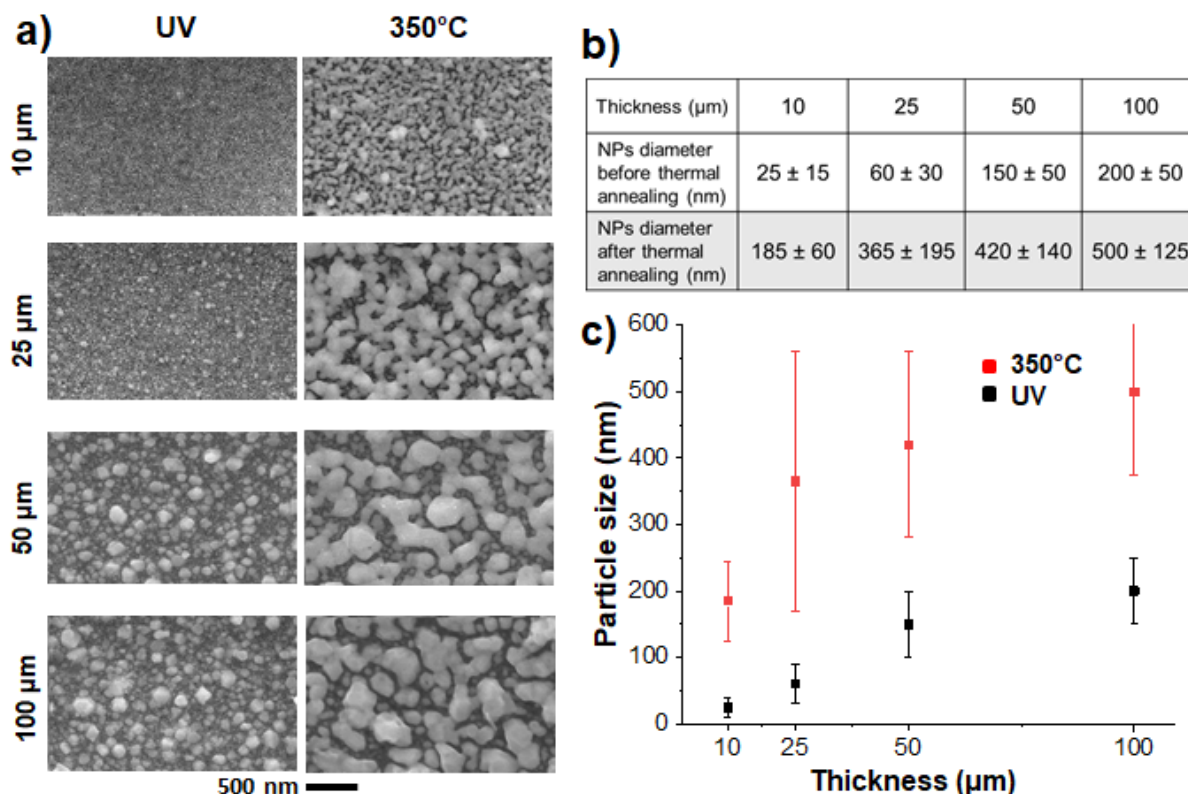 a)
UV 350°C
10 µm
25 µm
50 µm
100 µm
500 nm
b)
Thickness (µm) 10 25 50 100
NPs diameter
before thermal
annealing (nm)
25 ± 15 60 ± 30 150 ± 50 200 ± 50
NPs diameter
after thermal
annealing (nm)
185 ± 60 365 ± 195 420 ± 140 500 ± 125
c)
600
500
400
300
200
100
0
Particle size (nm)
350°C
UV
10 25 50 100
Thickness (µm)